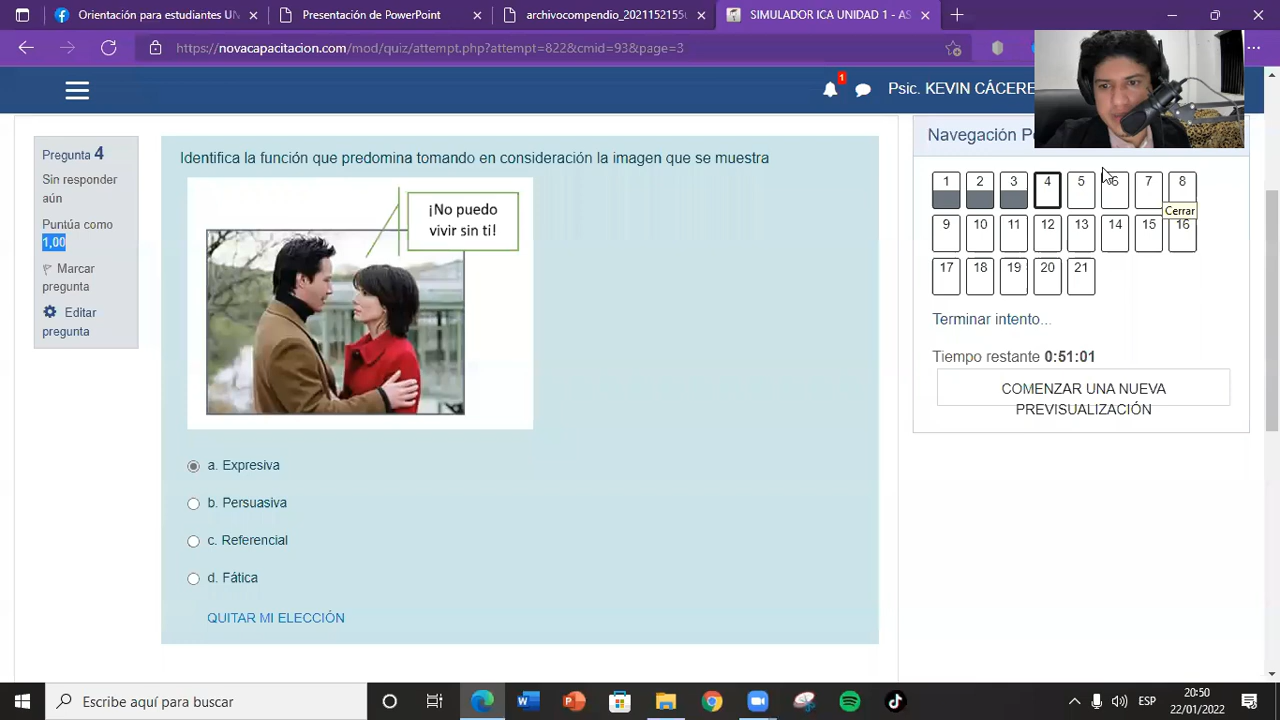 Orientación para estudiantes UN
Presentación de PowerPoint
archivocompendio_2021152155
SIMULADOR ICA UNIDAD 1 - AS
https://novacapacitacion.com/mod/quiz/attempt.php?attempt=822&cmid=93&page=3
1
Psic. KEVIN CÁCERE
Pregunta 4
Sin responder
aún
Puntúa como
1,00
Marcar
pregunta
Editar
pregunta
Identifica la función que predomina tomando en consideración la imagen que se muestra
¡No puedo
vivir sin ti!
a. Expresiva
b. Persuasiva
c. Referencial
d. Fática
QUITAR MI ELECCIÓN
Navegación P
1 2 3 4 5 6 7 8
Cerrar
9 10 11 12 13 14 15 16
17 18 19 20 21
Terminar intento...
Tiempo restante 0:51:01
COMENZAR UNA NUEVA
PREVISUALIZACIÓN
Escribe aquí para buscar
ESP
20:50
22/01/2022